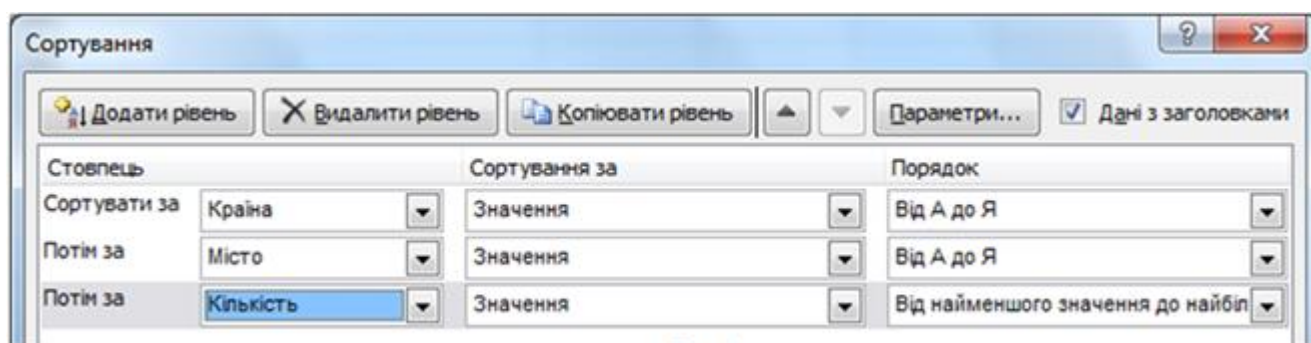 Сортування
Додати рівень Видалити рівень Копіювати рівень Параметри... Дані з заголовками
Стовпець Сортування за Порядок
Сортувати за Країна Значення Від А до Я
Потім за Місто Значення Від А до Я
Потім за Кількість Значення Від найменшого значення до найбіл